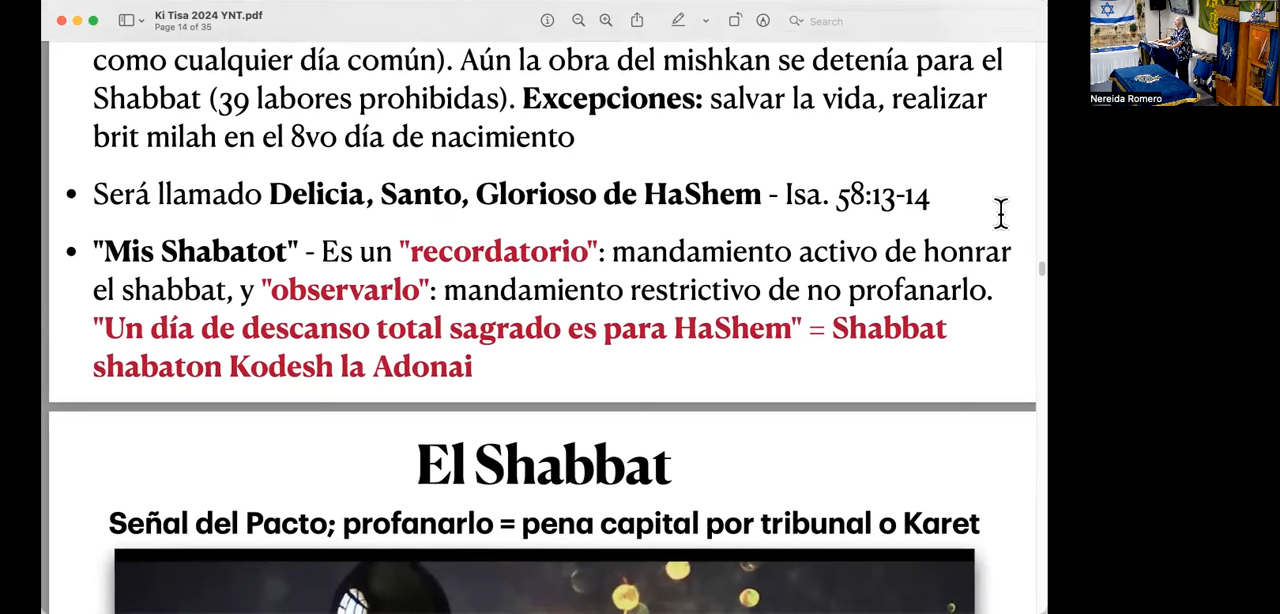 Ki Tisa 2024 YNT.pdf
Page 14 of 35
Search
Nereida Romero
como cualquier día común). Aún la obra del mishkan se detenía para el
Shabbat (39 labores prohibidas). Excepciones: salvar la vida, realizar
brit milah en el 8vo día de nacimiento
• Será llamado Delicia, Santo, Glorioso de HaShem - Isa. 58:13-14
• "Mis Shabatot" - Es un "recordatorio": mandamiento activo de honrar
el shabbat, y "observarlo": mandamiento restrictivo de no profanarlo.
"Un día de descanso total sagrado es para HaShem" = Shabbat
shabaton Kodesh la Adonai
El Shabbat
Señal del Pacto; profanarlo = pena capital por tribunal o Karet